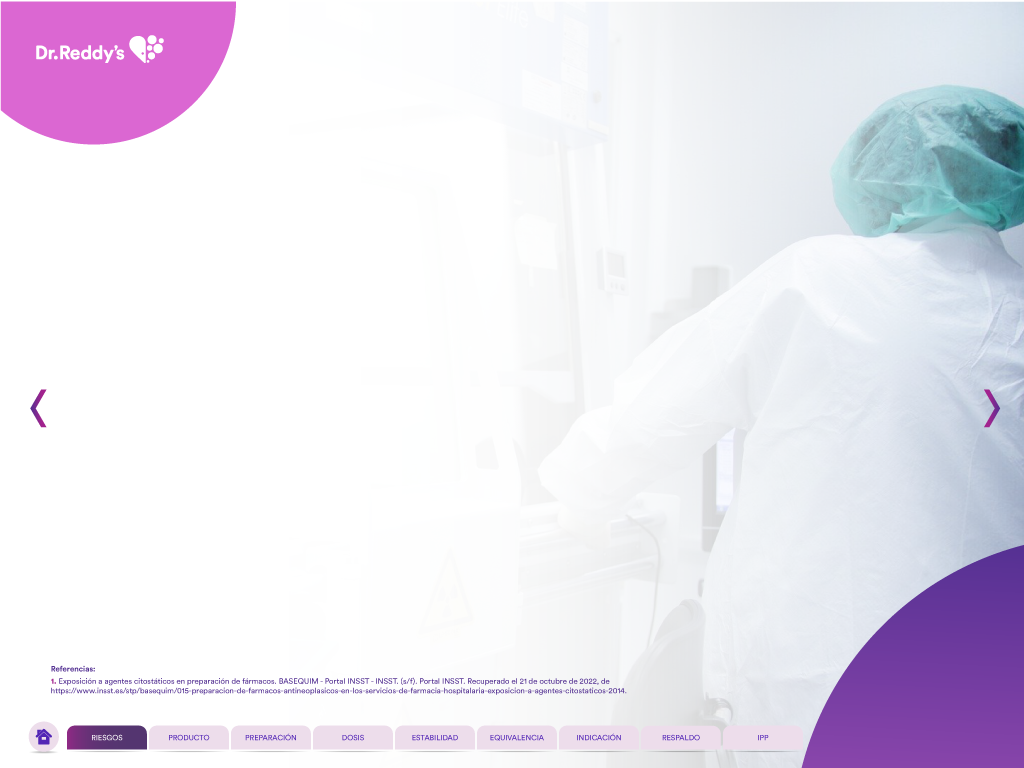 Dr.Reddy's
Referencias:
1. Exposición a agentes citostáticos en preparación de fármacos. BASEQUIM - Portal INSST - INSST. (s/f). Portal INSST. Recuperado el 21 de octubre de 2022, de
https://www.insst.es/stp/basequim/015-preparacion-de-farmacos-antineoplasicos-en-los-servicios-de-farmacia-hospitalaria-exposicion-a-agentes-citostaticos-2014.
RIESGOS PRODUCTO PREPARACIÓN DOSIS ESTABILIDAD EQUIVALENCIA INDICACIÓN RESPALDO IPP